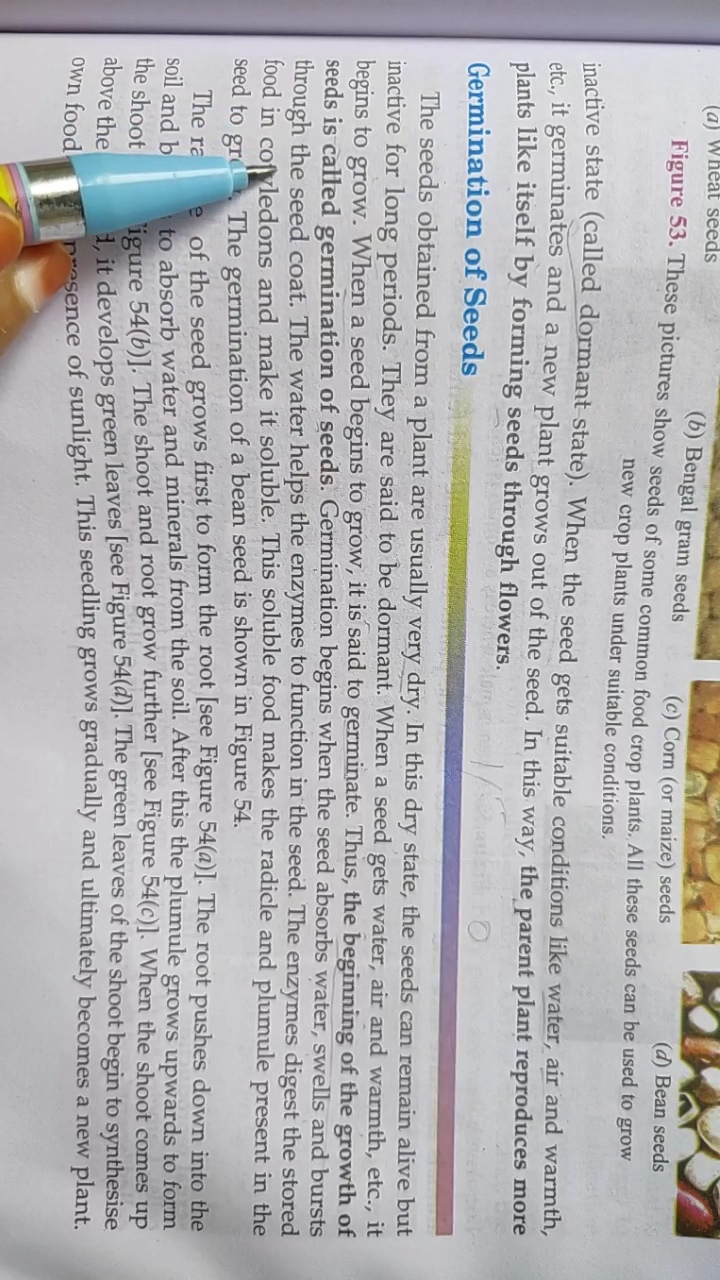 (a) Wheat seeds (b) Bengal gram seeds (c) Corn (or maize) seeds (d) Bean seeds
Figure 53. These pictures show seeds of some common food crop plants. All these seeds can be used to grow
new crop plants under suitable conditions.
inactive state (called dormant state). When the seed gets suitable conditions like water, air and warmth,
etc., it germinates and a new plant grows out of the seed. In this way, the parent plant reproduces more
plants like itself by forming seeds through flowers.
Germination of Seeds
The seeds obtained from a plant are usually very dry. In this dry state, the seeds can remain alive but
inactive for long periods. They are said to be dormant. When a seed gets water, air and warmth, etc., it
begins to grow. When a seed begins to grow, it is said to germinate. Thus, the beginning of the growth of
seeds is called germination of seeds. Germination begins when the seed absorbs water, swells and bursts
through the seed coat. The water helps the enzymes to function in the seed. The enzymes digest the stored
food in cotyledons and make it soluble. This soluble food makes the radicle and plumule present in the
seed to The germination of a bean seed is shown in Figure 54.
The of the seed grows first to form the root [see Figure 54(a)]. The root pushes down into the
soil and to absorb water and minerals from the soil. After this the plumule grows upwards to form
the shoot Figure 54(b)]. The shoot and root grow further [see Figure 54(c)]. When the shoot comes up
above the it develops green leaves [see Figure 54(d)]. The green leaves of the shoot begin to synthesise
own food presence of sunlight. This seedling grows gradually and ultimately becomes a new plant.